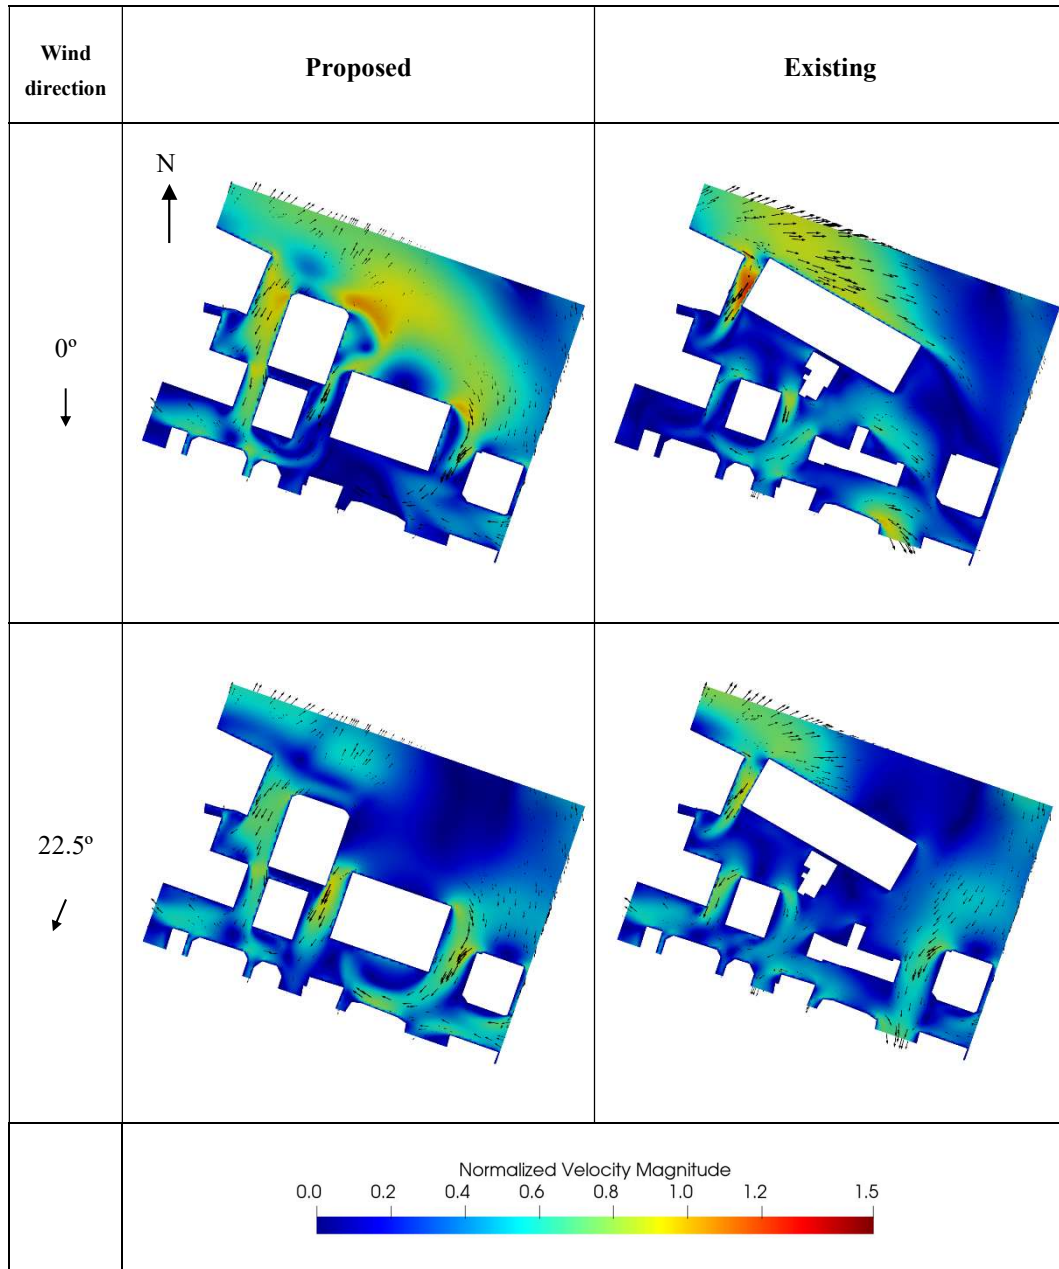 Wind
direction
Proposed
Existing
N
0º
22.5º
Normalized Velocity Magnitude
0.0 0.2 0.4 0.6 0.8 1.0 1.2 1.5